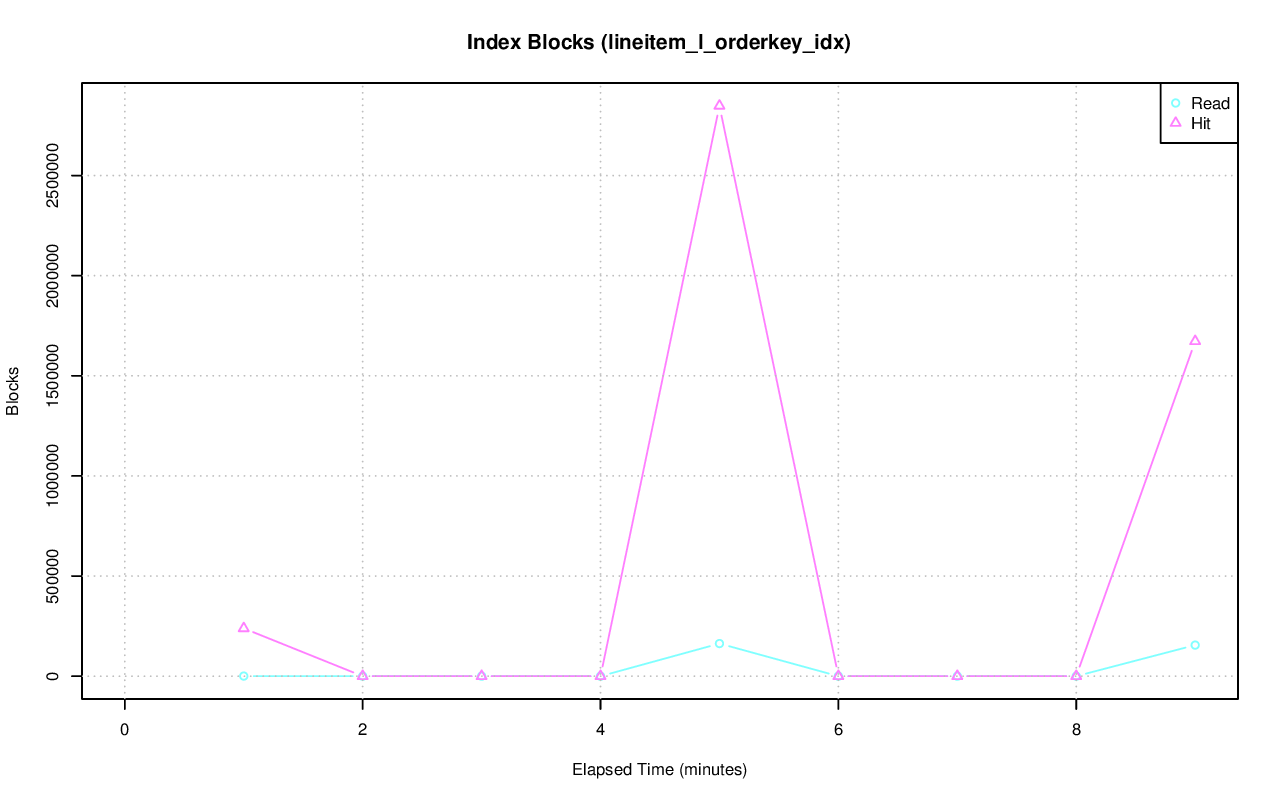 Index Blocks (lineitem_l_orderkey_idx)
Read
Hit
Blocks
2500000
2000000
1500000
1000000
500000
0
0 2 4 6 8
Elapsed Time (minutes)